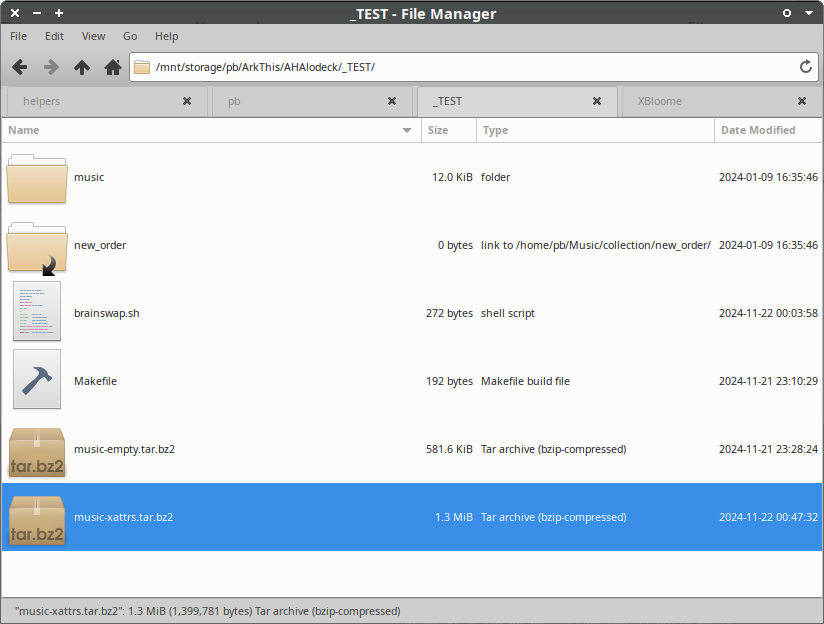 _TEST - File Manager
File Edit View Go Help
/mnt/storage/pb/ArkThis/AHAlodeck/_TEST/
helpers pb _TEST XBloome
Name Size Type Date Modified
music 12.0 KiB folder 2024-01-09 16:35:46
new_order 0 bytes link to /home/pb/Music/collection/new_order/ 2024-01-09 16:35:46
brainswap.sh 272 bytes shell script 2024-11-22 00:03:58
Makefile 192 bytes Makefile build file 2024-11-21 23:10:29
music-empty.tar.bz2 581.6 KiB Tar archive (bzip-compressed) 2024-11-21 23:28:24
tar.bz2
music-xattrs.tar.bz2 1.3 MiB Tar archive (bzip-compressed) 2024-11-22 00:47:32
tar.bz2
"music-xattrs.tar.bz2": 1.3 MiB (1,399,781 bytes) Tar archive (bzip-compressed)